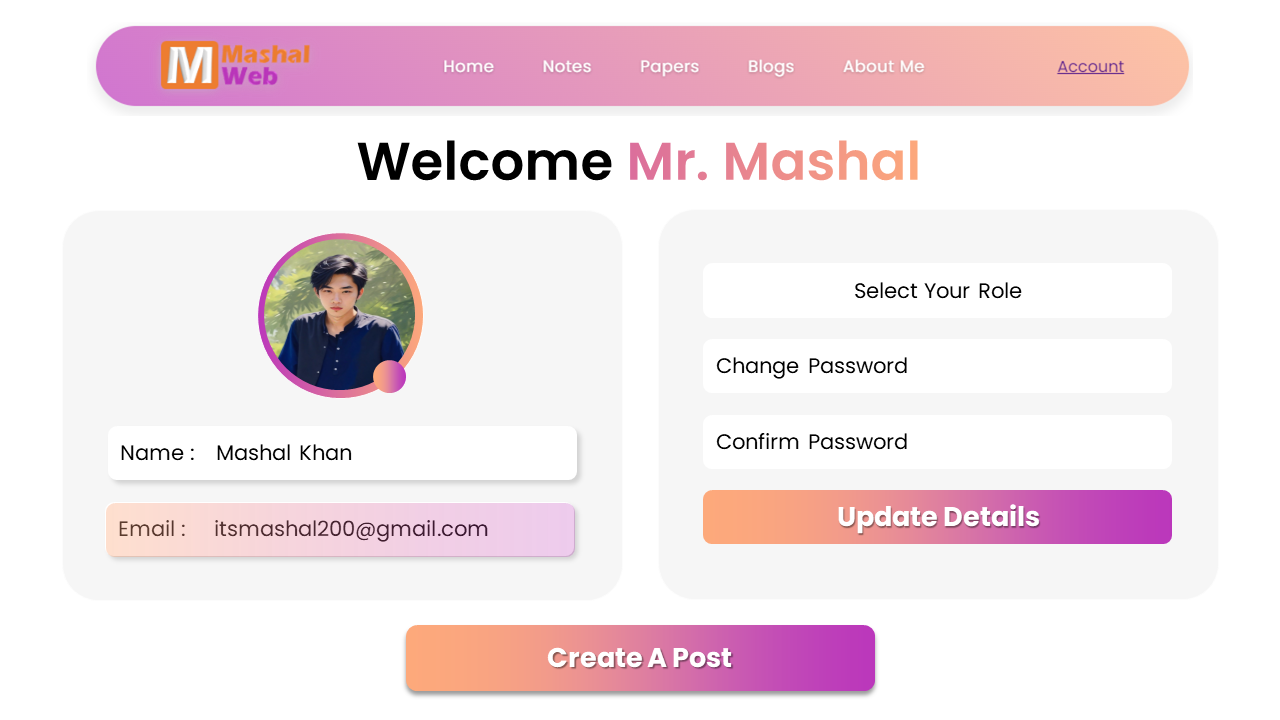 M Mashal
Web
Home Notes Papers Blogs About Me Account
Welcome Mr. Mashal
Name : Mashal Khan
Email : itsmashal200@gmail.com
Select Your Role
Change Password
Confirm Password
Update Details
Create A Post